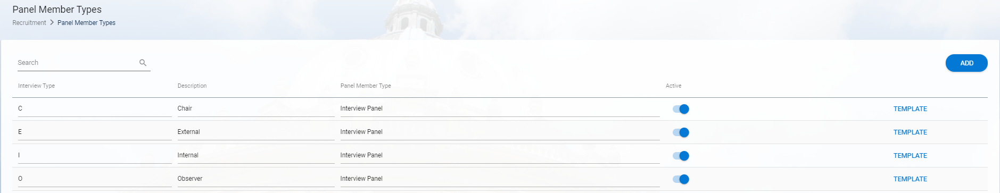 Panel Member Types
Recruitment > Panel Member Types
Search
ADD
Interview Type Description Panel Member Type Active
C Chair Interview Panel TEMPLATE
E External Interview Panel TEMPLATE
I Internal Interview Panel TEMPLATE
O Observer Interview Panel TEMPLATE